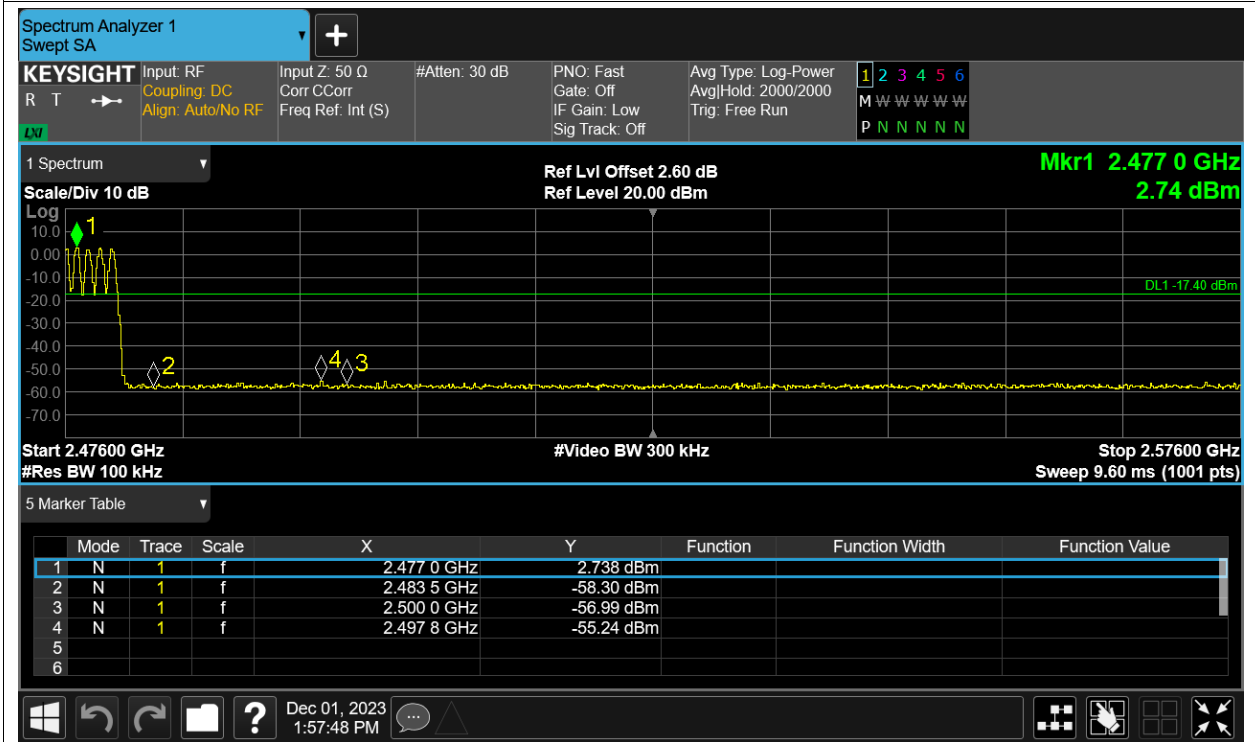 Spectrum Analyzer 1
Swept SA
KEYSIGHT
R T
LXI
Input: RF
Coupling: DC
Align: Auto/No RF
Input Z: 50 Ω
Corr CCorr
Freq Ref: Int (S)
#Atten: 30 dB
PNO: Fast
Gate: Off
IF Gain: Low
Sig Track: Off
Avg Type: Log-Power
Avg|Hold: 2000/2000
Trig: Free Run
1 2 3 4 5 6
M W W W W W
P N N N N N
1 Spectrum
Scale/Div 10 dB
Ref Lvl Offset 2.60 dB
Ref Level 20.00 dBm
Mkr1 2.477 0 GHz
2.74 dBm
Log
10.0
0.00
-10.0
-20.0
-30.0
-40.0
-50.0
-60.0
-70.0
1
2
4
3
DL1 -17.40 dBm
Start 2.47600 GHz
#Video BW 300 kHz
Stop 2.57600 GHz
#Res BW 100 kHz
Sweep 9.60 ms (1001 pts)
5 Marker Table
Mode Trace Scale X Y Function Function Width Function Value
1 N 1 f 2.477 0 GHz 2.738 dBm
2 N 1 f 2.483 5 GHz -58.30 dBm
3 N 1 f 2.500 0 GHz -56.99 dBm
4 N 1 f 2.497 8 GHz -55.24 dBm
5
6
?
Dec 01, 2023
1:57:48 PM